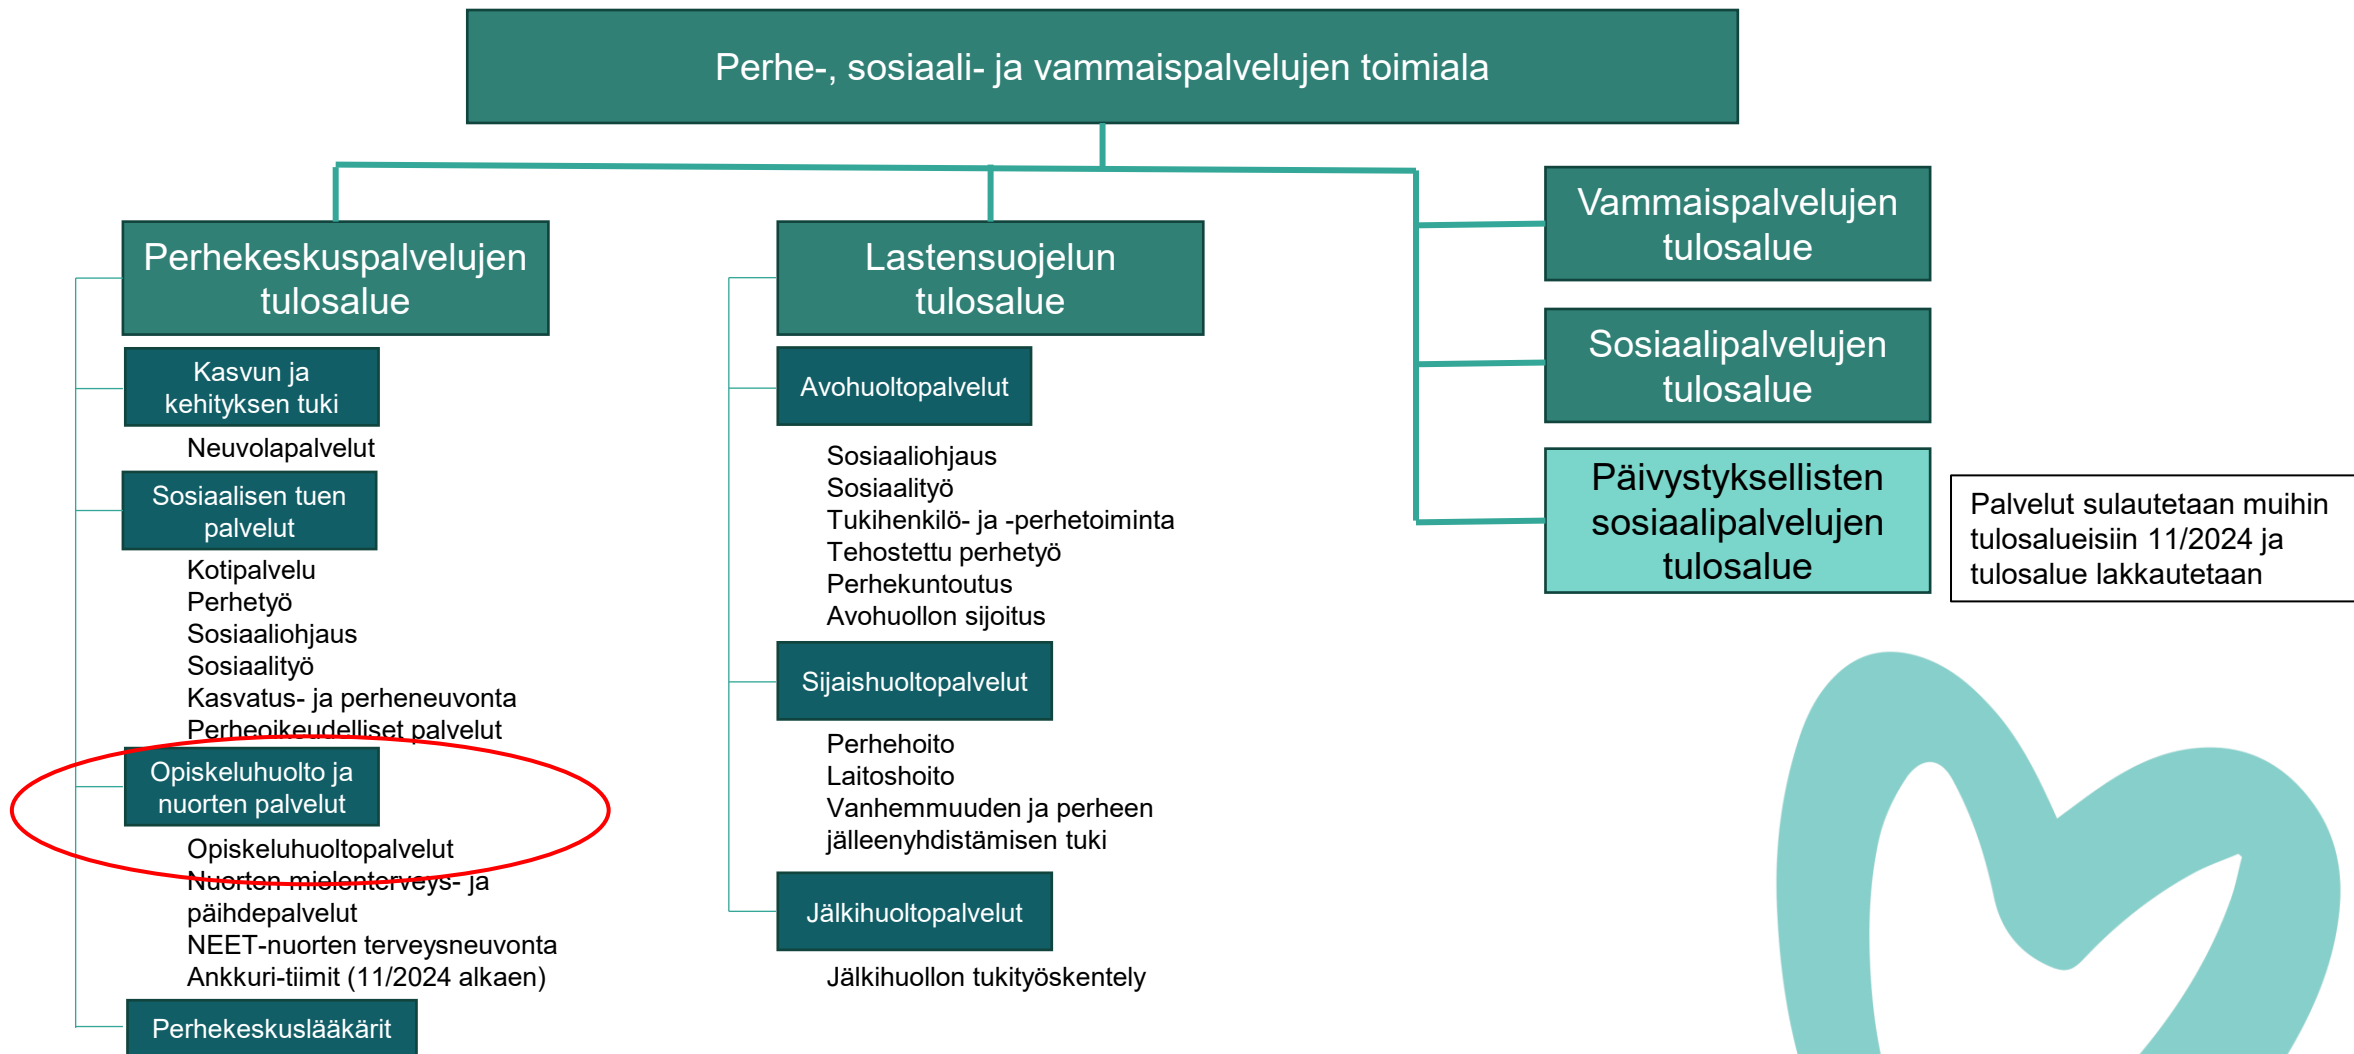 Perhe-, sosiaali- ja vammaispalvelujen toimiala
Perhekeskuspalvelujen
tulosalue
Kasvun ja
kehityksen tuki
Neuvolapalvelut
Sosiaalisen tuen
palvelut
Kotipalvelu
Perhetyö
Sosiaaliohjaus
Sosiaalityö
Kasvatus- ja perheneuvonta
Perheoikeudelliset palvelut
Opiskeluhuolto ja
nuorten palvelut
Opiskeluhuoltopalvelut
Nuorten mielenterveys- ja
päihdepalvelut
NEET-nuorten terveysneuvonta
Ankkuri-tiimit (11/2024 alkaen)
Perhekeskuslääkärit
Lastensuojelun
tulosalue
Avohuoltopalvelut
Sosiaaliohjaus
Sosiaalityö
Tukihenkilö- ja -perhetoiminta
Tehostettu perhetyö
Perhekuntoutus
Avohuollon sijoitus
Sijaishuoltopalvelut
Perhehoito
Laitoshoito
Vanhemmuuden ja perheen
jälleenyhdistämisen tuki
Jälkihuoltopalvelut
Jälkihuollon tukityöskentely
Vammaispalvelujen
tulosalue
Sosiaalipalvelujen
tulosalue
Päivystyksellisten
sosiaalipalvelujen
tulosalue
Palvelut sulautetaan muihin
tulosalueisiin 11/2024 ja
tulosalue lakkautetaan